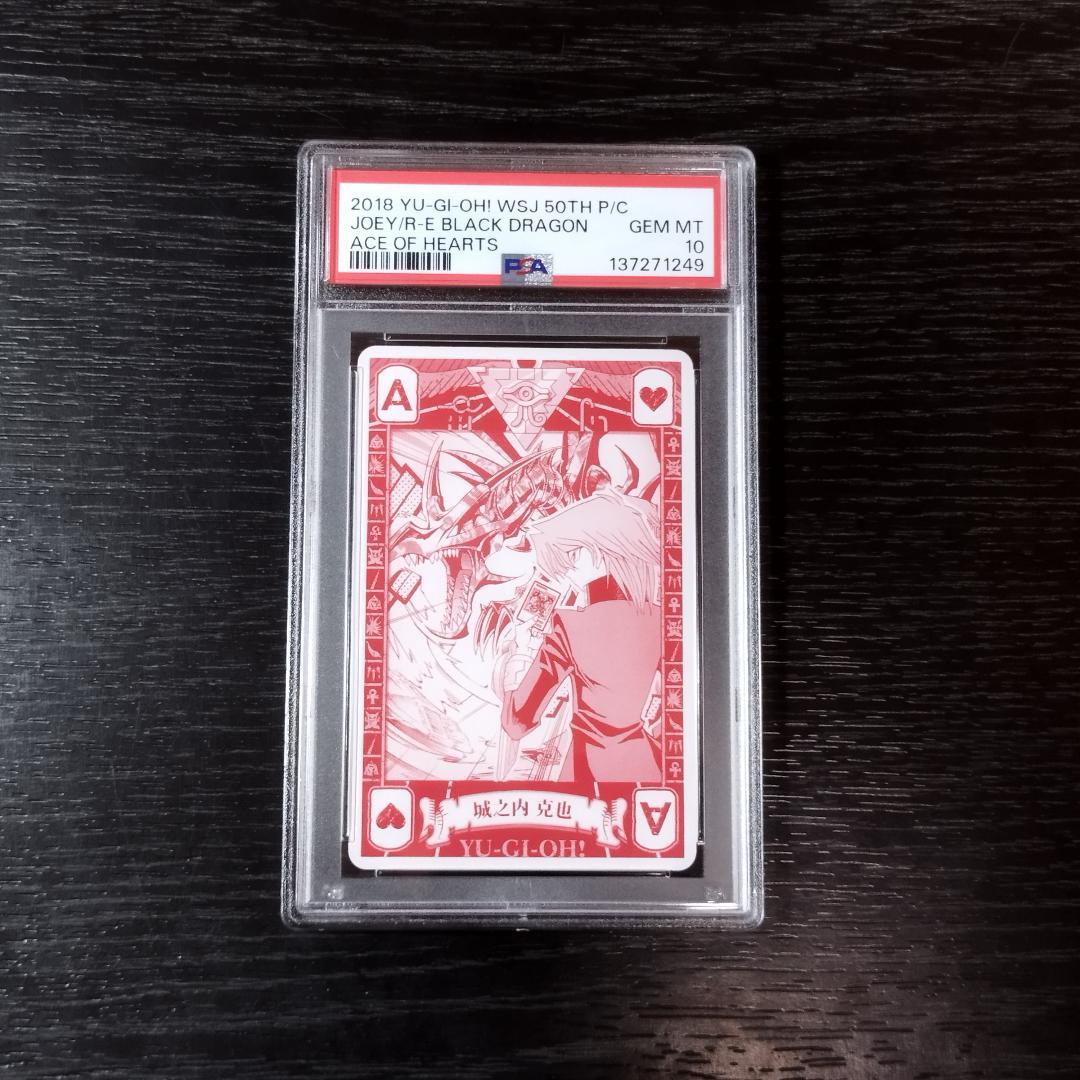 2018 YU-GI-OH! WSJ 50TH P/C
JOEY/R-E BLACK DRAGON GEM MT
ACE OF HEARTS 10
PSA 137271249
A
城之内 克也
A
YU-GI-OH!